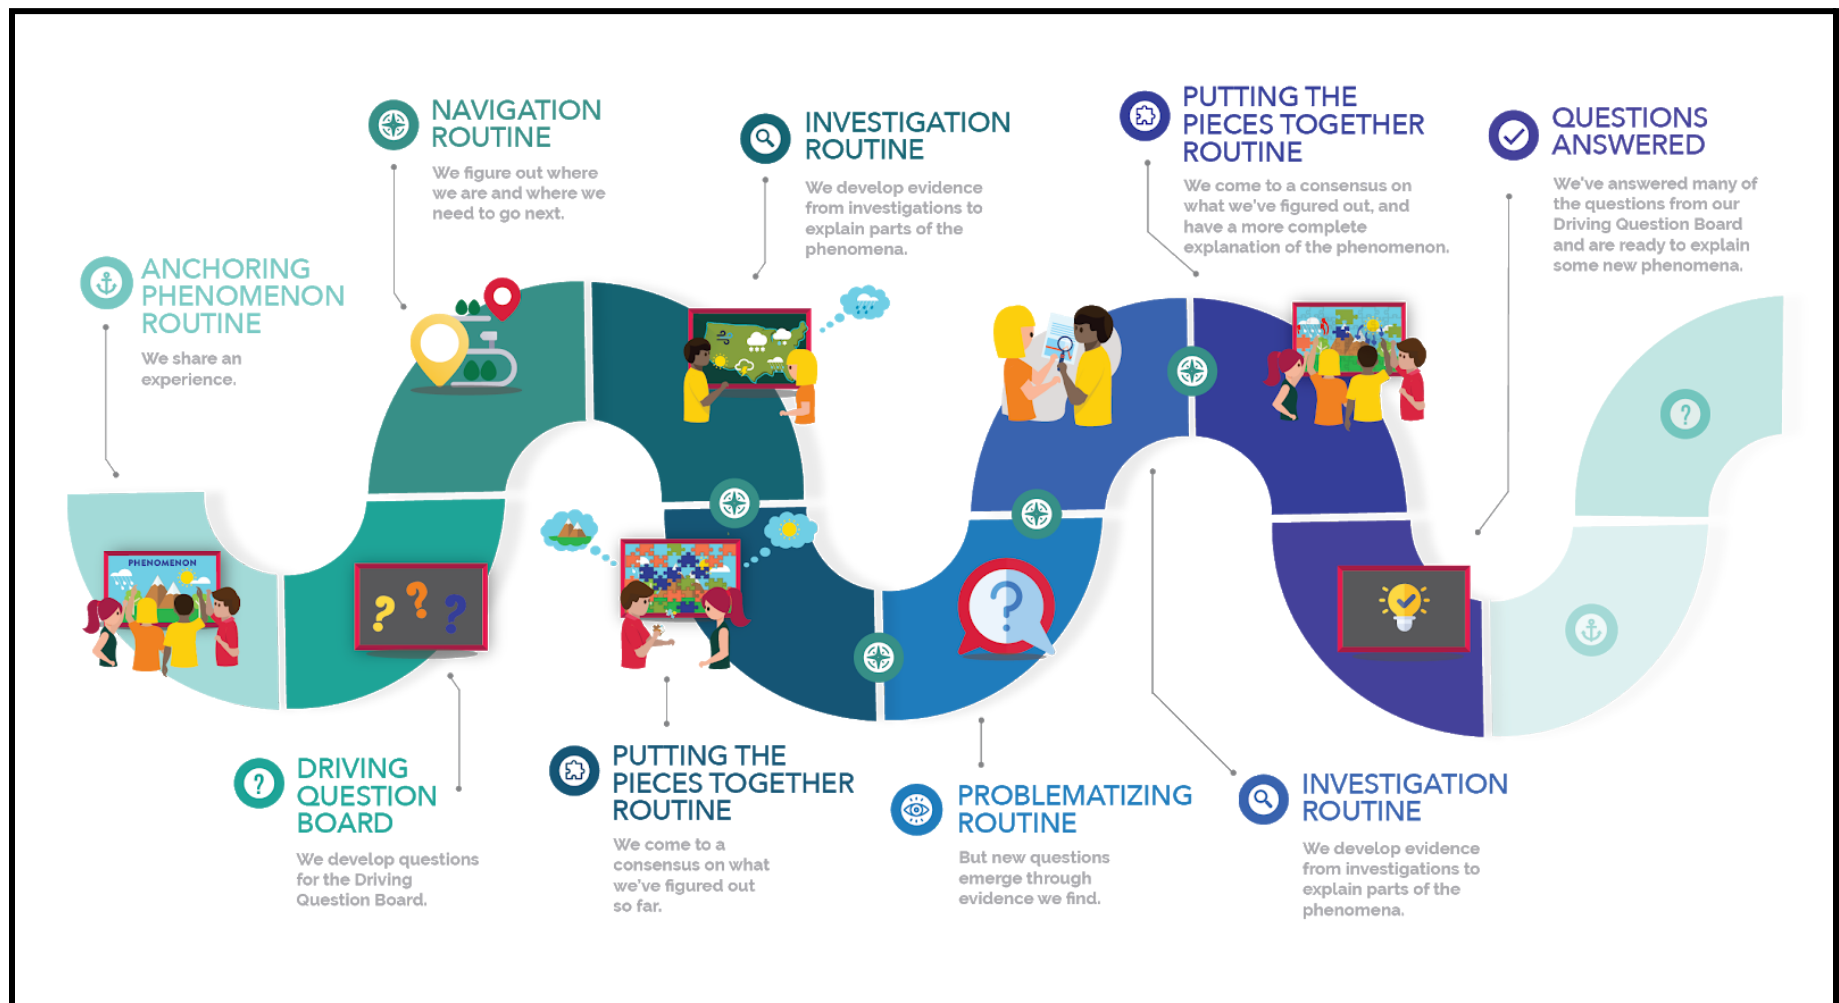 ANCHORING
PHENOMENON
ROUTINE
We share an
experience.
PHENOMENON
? ? ?
DRIVING
QUESTION
BOARD
?
We develop questions
for the Driving
Question Board.
NAVIGATION
ROUTINE
We figure out where
we are and where we
need to go next.
INVESTIGATION
ROUTINE
We develop evidence
from investigations to
explain parts of the
phenomena.
PUTTING THE
PIECES TOGETHER
ROUTINE
We come to a
consensus on what
we've figured out
so far.
?
PROBLEMATIZING
ROUTINE
But new questions
emerge through
evidence we find.
INVESTIGATION
ROUTINE
We develop evidence
from investigations to
explain parts of the
phenomena.
PUTTING THE
PIECES TOGETHER
ROUTINE
We come to a consensus on
what we've figured out, and
have a more complete
explanation of the phenomenon.
QUESTIONS
ANSWERED
We've answered many of
the questions from our
Driving Question Board
and are ready to explain
some new phenomena.
?